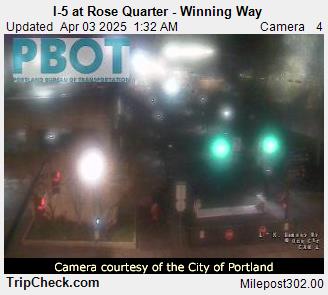 I-5 at Rose Quarter - Winning Way
Updated Apr 03 2025 1:32 AM Camera 4
PBOT
PORTLAND BUREAU OF TRANSPORTATION
Camera courtesy of the City of Portland
TripCheck.com Milepost302.00